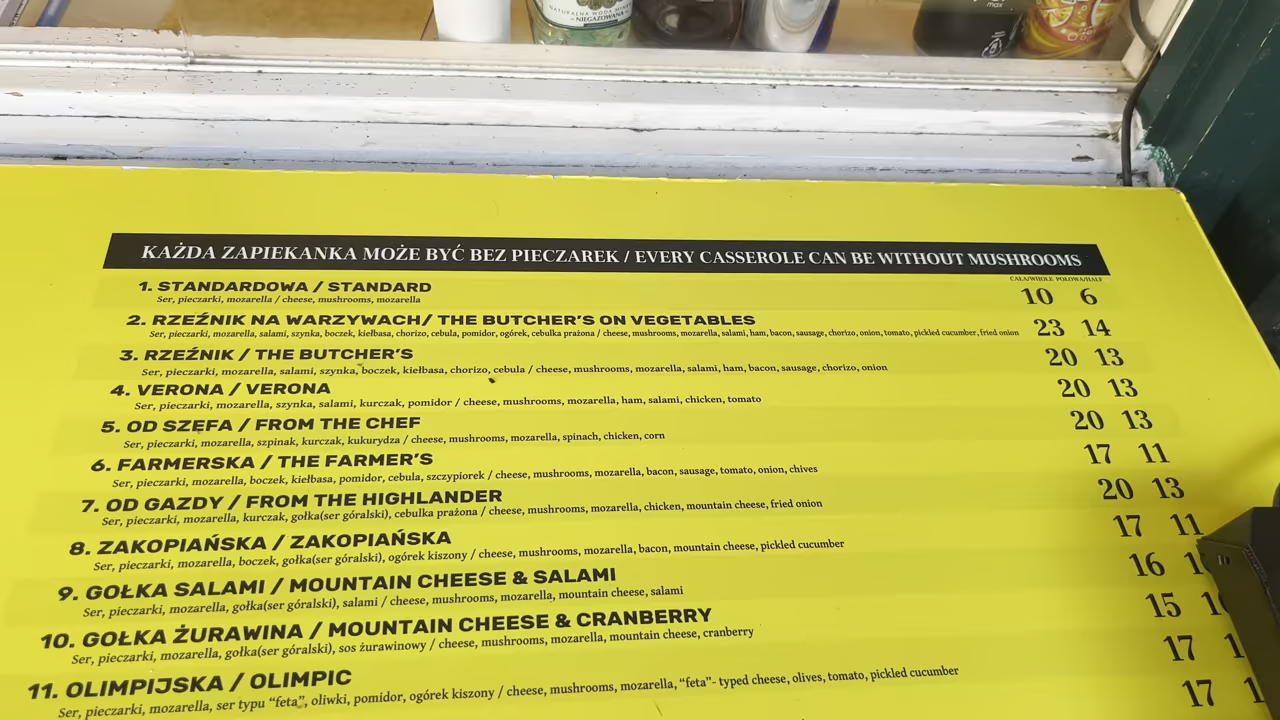 NATURALNA WODA
NIEGAZOWANA
max
KAŻDA ZAPIEKANKA MOŻE BYĆ BEZ PIECZAREK / EVERY CASSEROLE CAN BE WITHOUT MUSHROOMS
CAŁA/WHOLE POŁOWA/HALF
1. STANDARDOWA / STANDARD 10 6
Ser, pieczarki, mozarella / cheese, mushrooms, mozarella
2. RZEŹNIK NA WARZYWACH/ THE BUTCHER'S ON VEGETABLES 23 14
Ser, pieczarki, mozarella, salami, szynka, boczek, kiełbasa, chorizo, cebula, pomidor, ogórek, cebulka prażona / cheese, mushrooms, mozarella, salami, ham, bacon, sausage, chorizo, onion, tomato, pickled cucumber, fried onion
3. RZEŹNIK / THE BUTCHER'S 20 13
Ser, pieczarki, mozarella, salami, szynka, boczek, kiełbasa, chorizo, cebula / cheese, mushrooms, mozarella, salami, ham, bacon, sausage, chorizo, onion
4. VERONA / VERONA 20 13
Ser, pieczarki, mozarella, szynka, salami, kurczak, pomidor / cheese, mushrooms, mozarella, ham, salami, chicken, tomato
5. OD SZEFA / FROM THE CHEF 20 13
Ser, pieczarki, mozarella, szpinak, kurczak, kukurydza / cheese, mushrooms, mozarella, spinach, chicken, corn
6. FARMERSKA / THE FARMER'S 17 11
Ser, pieczarki, mozarella, boczek, kiełbasa, pomidor, cebula, szczypiorek / cheese, mushrooms, mozarella, bacon, sausage, tomato, onion, chives
7. OD GAZDY / FROM THE HIGHLANDER 20 13
Ser, pieczarki, mozarella, kurczak, gołka(ser góralski), cebulka prażona / cheese, mushrooms, mozarella, chicken, mountain cheese, fried onion
8. ZAKOPIAŃSKA / ZAKOPIAŃSKA 17 11
Ser, pieczarki, mozarella, boczek, gołka(ser góralski), ogórek kiszony / cheese, mushrooms, mozarella, bacon, mountain cheese, pickled cucumber
9. GOŁKA SALAMI / MOUNTAIN CHEESE & SALAMI 16
Ser, pieczarki, mozarella, gołka(ser góralski), salami / cheese, mushrooms, mozarella, mountain cheese, salami
10. GOŁKA ŻURAWINA / MOUNTAIN CHEESE & CRANBERRY 15
Ser, pieczarki, mozarella, gołka(ser góralski), sos żurawinowy / cheese, mushrooms, mozarella, mountain cheese, cranberry
11. OLIMPIJSKA / OLIMPIC 17
Ser, pieczarki, mozarella, ser typu "feta", oliwki, pomidor, ogórek kiszony / cheese, mushrooms, mozarella, "feta"- typed cheese, olives, tomato, pickled cucumber
17